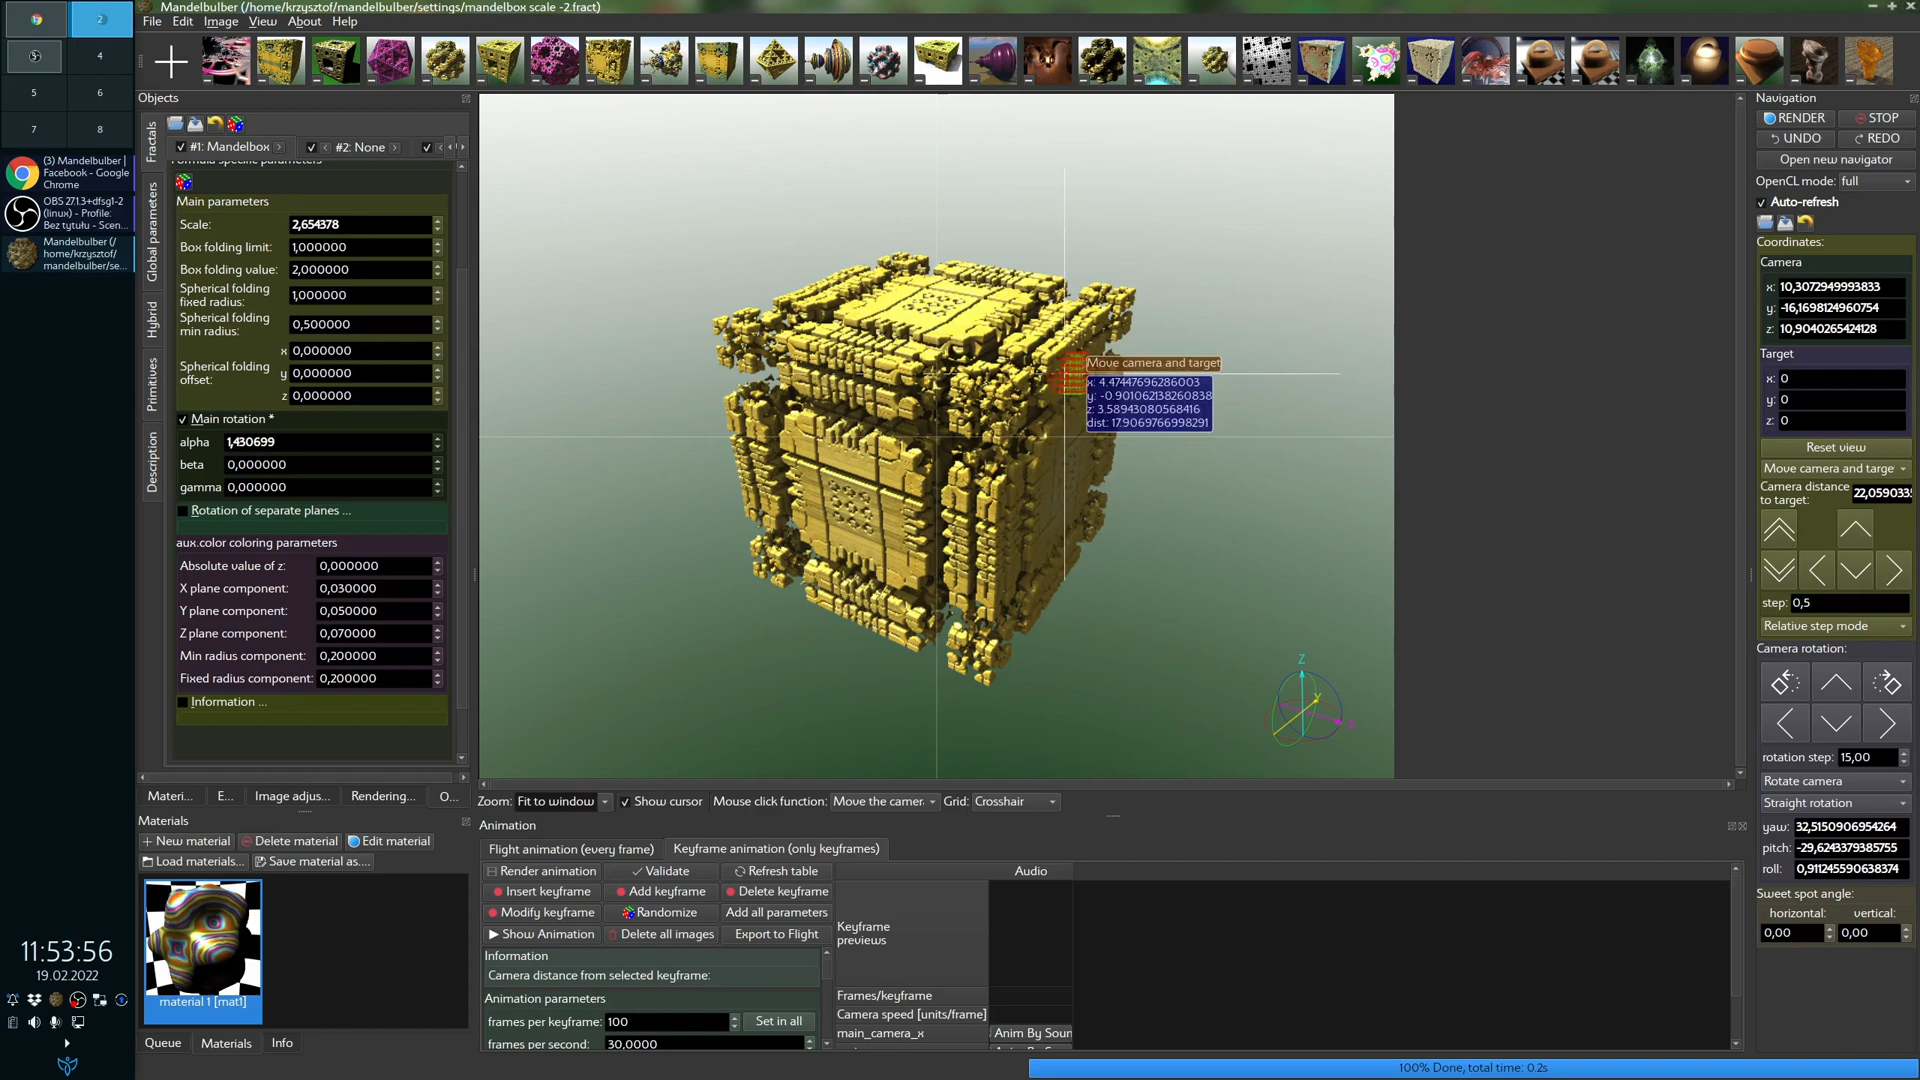 Mandelbulber (/home/krzysztof/mandelbulber/settings/mandelbox scale -2.fract)
File Edit Image View About Help
2
4
5 6
7 8
(3) Mandelbulber |
Facebook - Google
Chrome
OBS 27.1.3+dfsg1-2
(linux) - Profile:
Bez tytułu - Scen...
Mandelbulber (/
home/krzysztof/
mandelbulber/se...
11:53:56
19.02.2022
Objects
Fractals
Global parameters
Hybrid
Primitives
Description
#1: Mandelbox
#2: None
Formula specific parameters
Main parameters
Scale: 2,654378
Box folding limit: 1,000000
Box folding value: 2,000000
Spherical folding
fixed radius: 1,000000
Spherical folding
min radius: 0,500000
x 0,000000
Spherical folding
offset: y 0,000000
z 0,000000
Main rotation *
alpha 1,430699
beta 0,000000
gamma 0,000000
Rotation of separate planes ...
aux.color coloring parameters
Absolute value of z: 0,000000
X plane component: 0,030000
Y plane component: 0,050000
Z plane component: 0,070000
Min radius component: 0,200000
Fixed radius component: 0,200000
Information ...
Materi... E... Image adjus... Rendering... O...
Materials
New material Delete material Edit material
Load materials... Save material as....
material 1 [mat1]
Queue Materials Info
Move camera and target
x: 4.47447696286003
y: -0.901062138260838
z: 3.58943080568416
dist: 17.9069766998291
Z
Y
X
Zoom: Fit to window Show cursor Mouse click function: Move the camer Grid: Crosshair
Animation
Flight animation (every frame) Keyframe animation (only keyframes)
Render animation Validate Refresh table
Insert keyframe Add keyframe Delete keyframe
Modify keyframe Randomize Add all parameters
Show Animation Delete all images Export to Flight
Information
Camera distance from selected keyframe:
Animation parameters
frames per keyframe: 100 Set in all
frames per second: 30,0000
Audio
Keyframe
previews
Frames/keyframe
Camera speed [units/frame]
main_camera_x Anim By Soun
100% Done, total time: 0.2s
Navigation
RENDER STOP
UNDO REDO
Open new navigator
OpenCL mode: full
Auto-refresh
Coordinates:
Camera
x: 10,3072949993833
y: -16,1698124960754
z: 10,9040265424128
Target
x: 0
y: 0
z: 0
Reset view
Move camera and targe
Camera distance
to target: 22,0590335
step: 0,5
Relative step mode
Camera rotation:
rotation step: 15,00
Rotate camera
Straight rotation
yaw: 32,5150906954264
pitch: -29,6243379385755
roll: 0,911245590638374
Sweet spot angle:
horizontal: vertical:
0,00 0,00